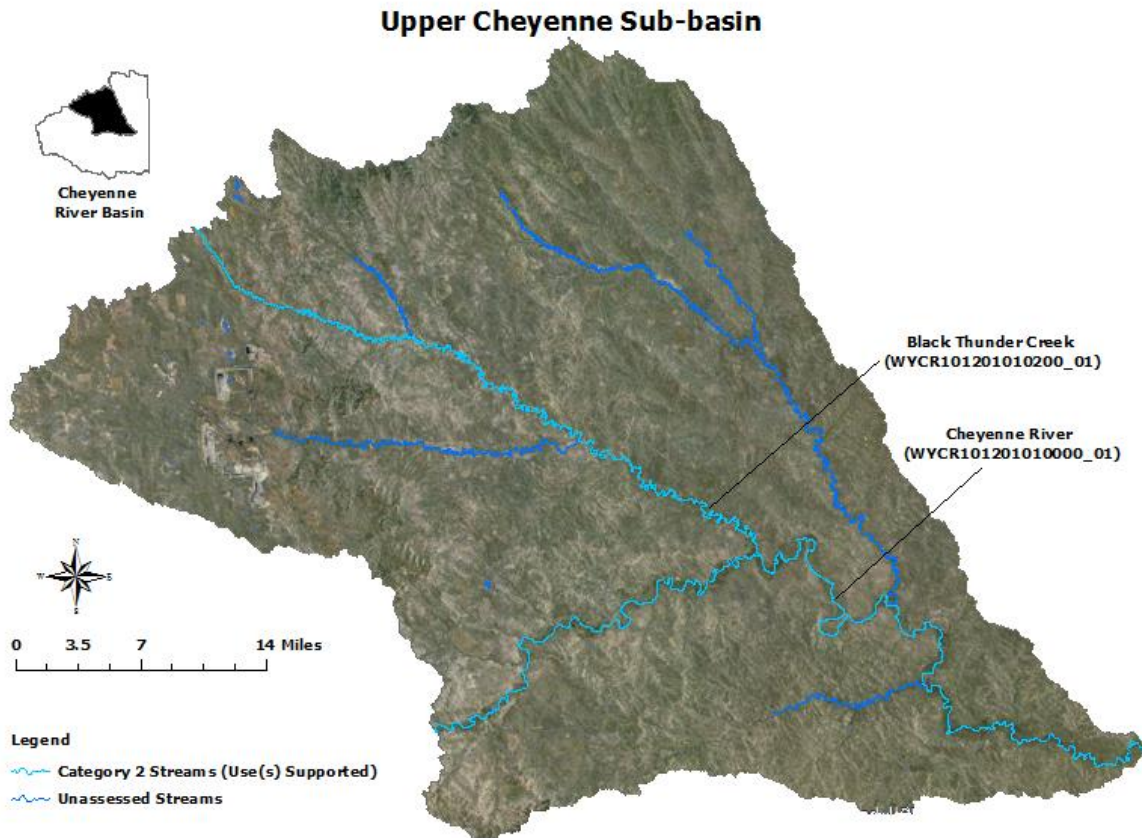 Upper Cheyenne Sub-basin
Cheyenne
River Basin
Black Thunder Creek
(WYCR101201010200_01)
Cheyenne River
(WYCR101201010000_01)
N
W
E
S
0 3.5 7 14 Miles
Legend
Category 2 Streams (Use(s) Supported)
Unassessed Streams